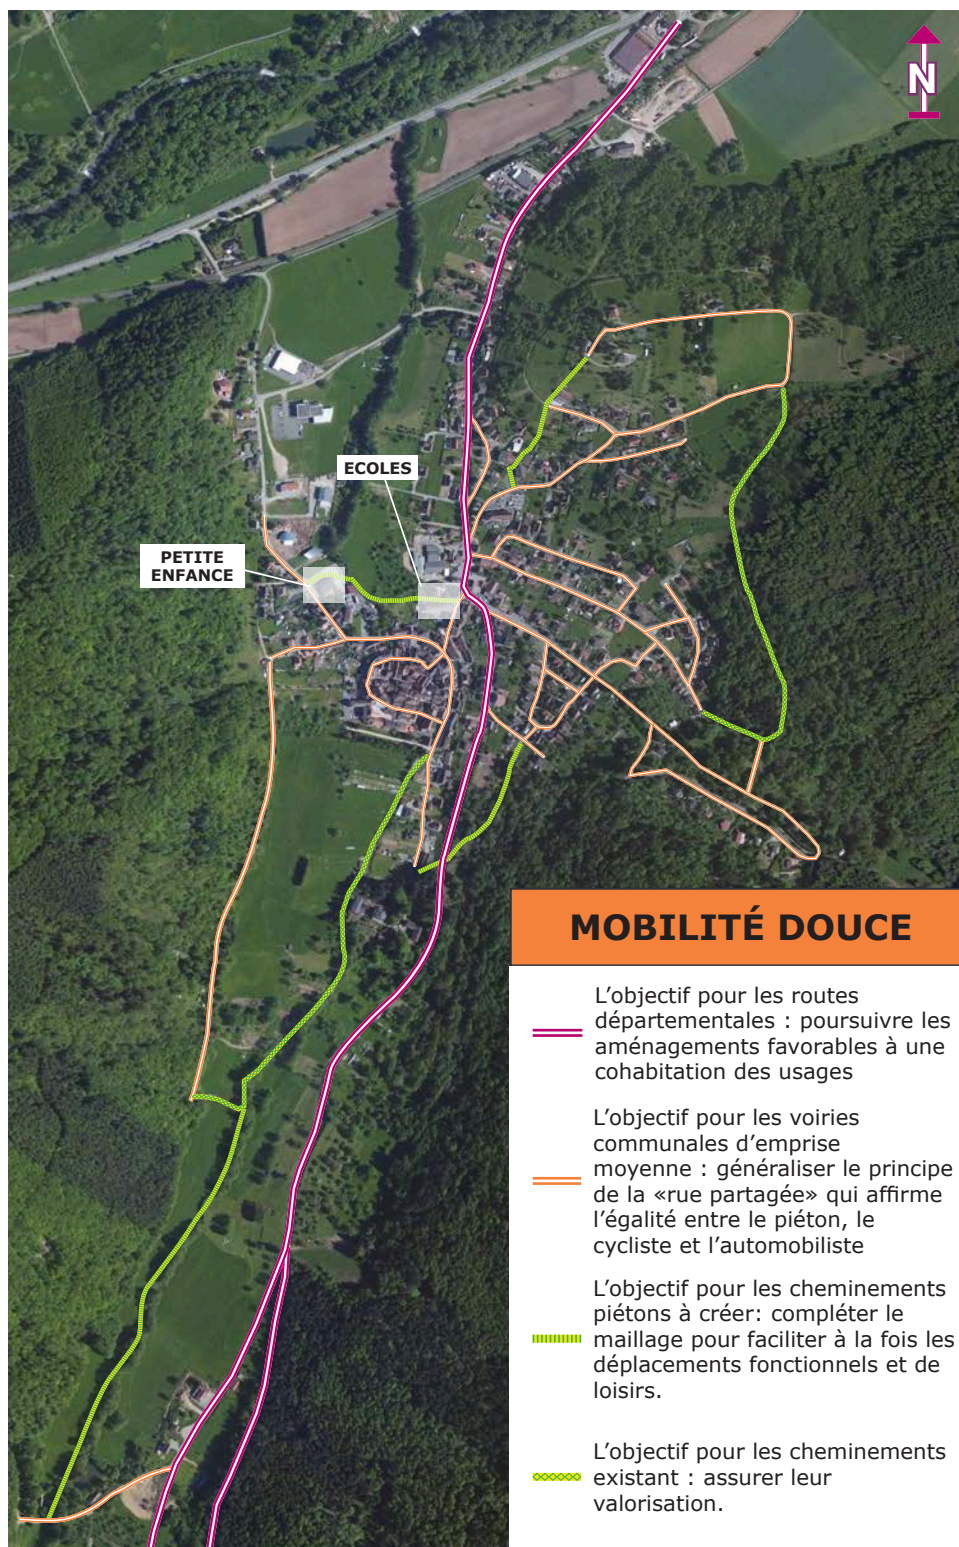 N
ECOLES
PETITE
ENFANCE
MOBILITÉ DOUCE
L’objectif pour les routes
départementales : poursuivre les
aménagements favorables à une
cohabitation des usages
L’objectif pour les voiries
communales d’emprise
moyenne : généraliser le principe
de la «rue partagée» qui affirme
l’égalité entre le piéton, le
cycliste et l’automobiliste
L’objectif pour les cheminements
piétons à créer: compléter le
maillage pour faciliter à la fois les
déplacements fonctionnels et de
loisirs.
L’objectif pour les cheminements
existant : assurer leur
valorisation.